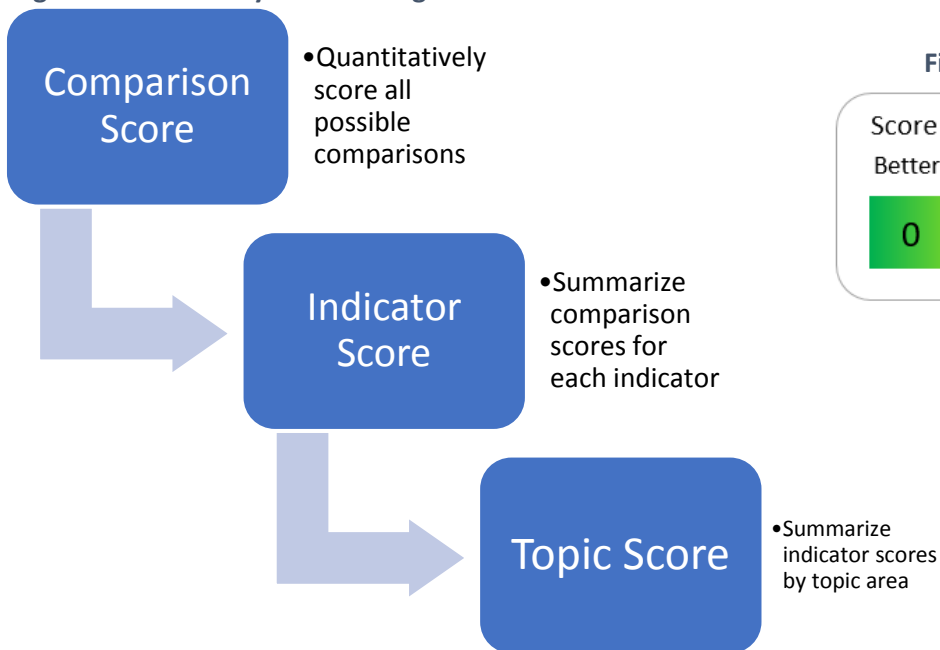 Comparison
Score
•Quantitatively
score all
possible
comparisons
Score
Better
0
Indicator
Score
•Summarize
comparison
scores for
each indicator
Topic Score
•Summarize
indicator scores
by topic area